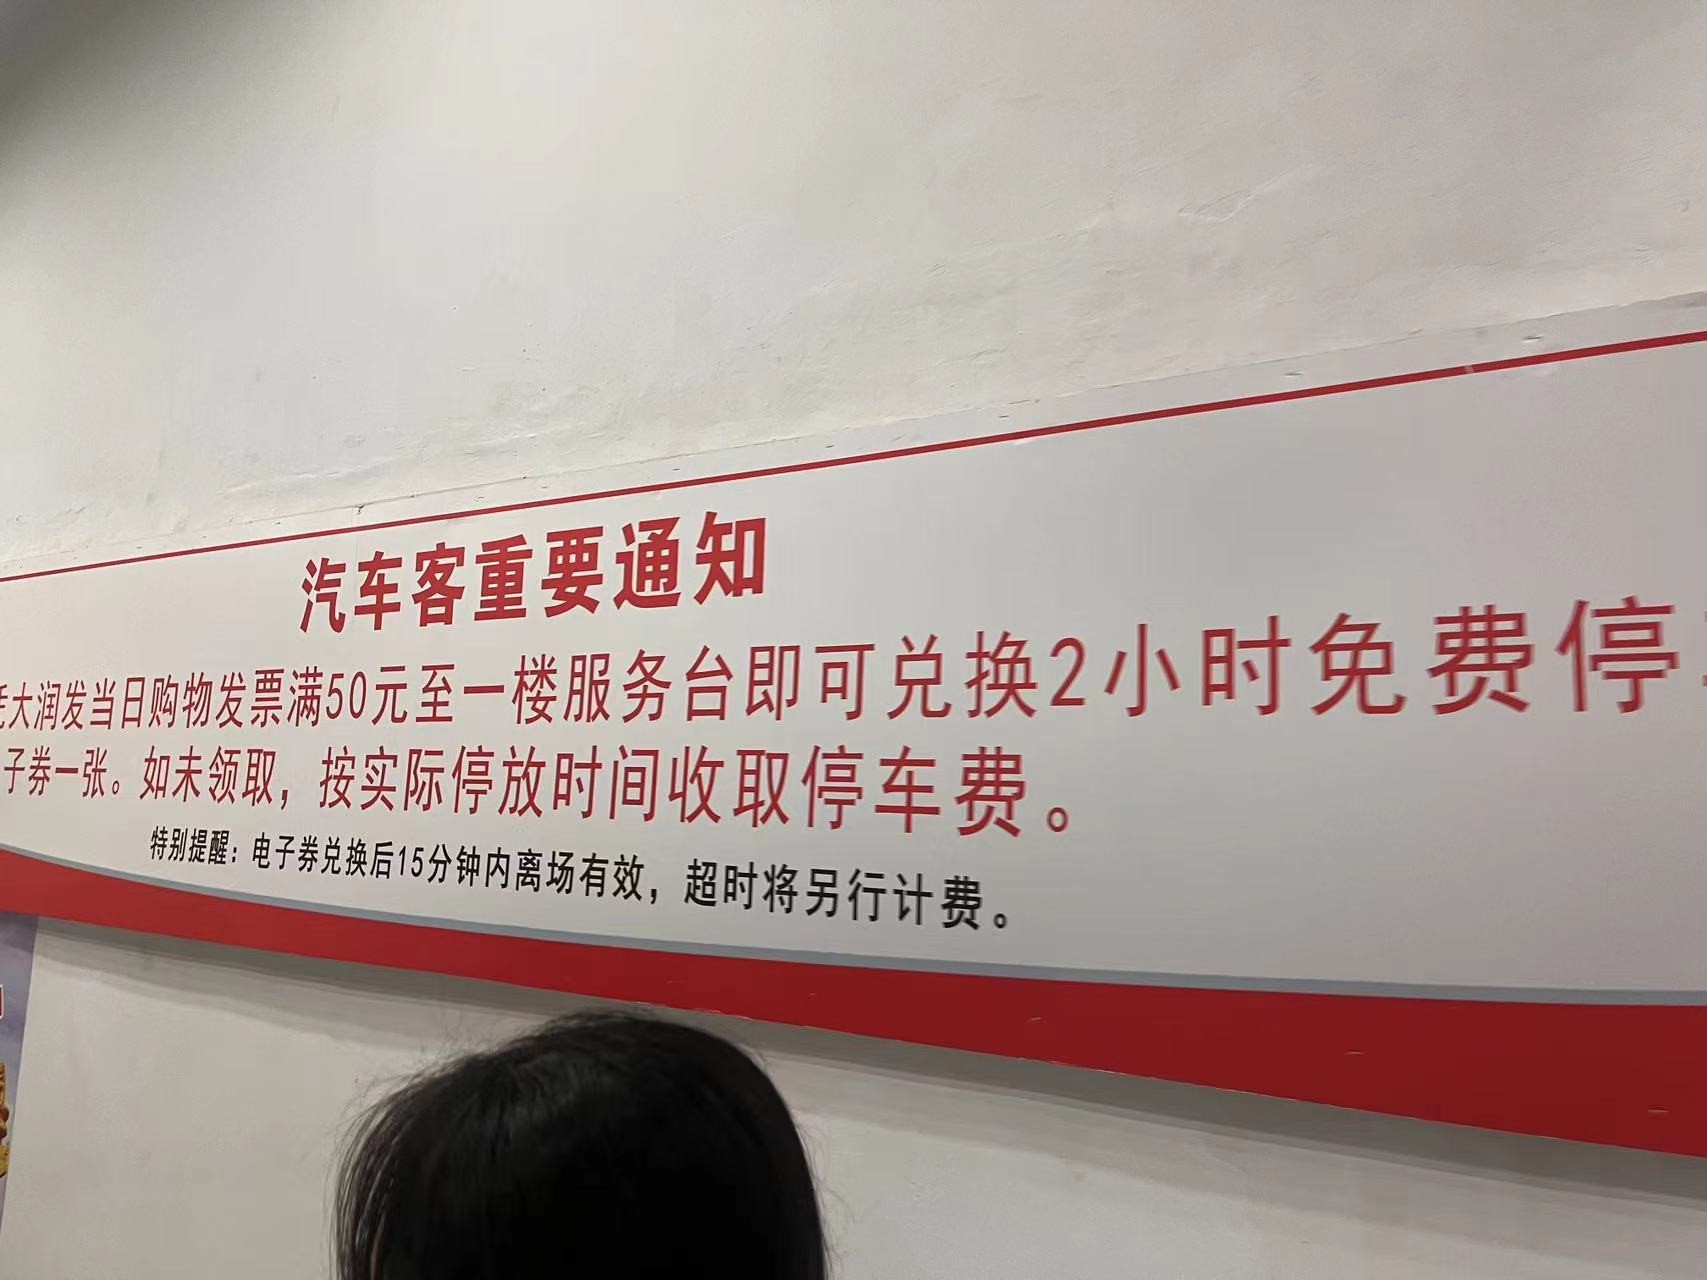 汽车客重要通知
凭大润发当日购物发票满50元至一楼服务台即可兑换2小时免费停
子券一张。如未领取，按实际停放时间收取停车费。
特别提醒：电子券兑换后15分钟内离场有效，超时将另行计费。